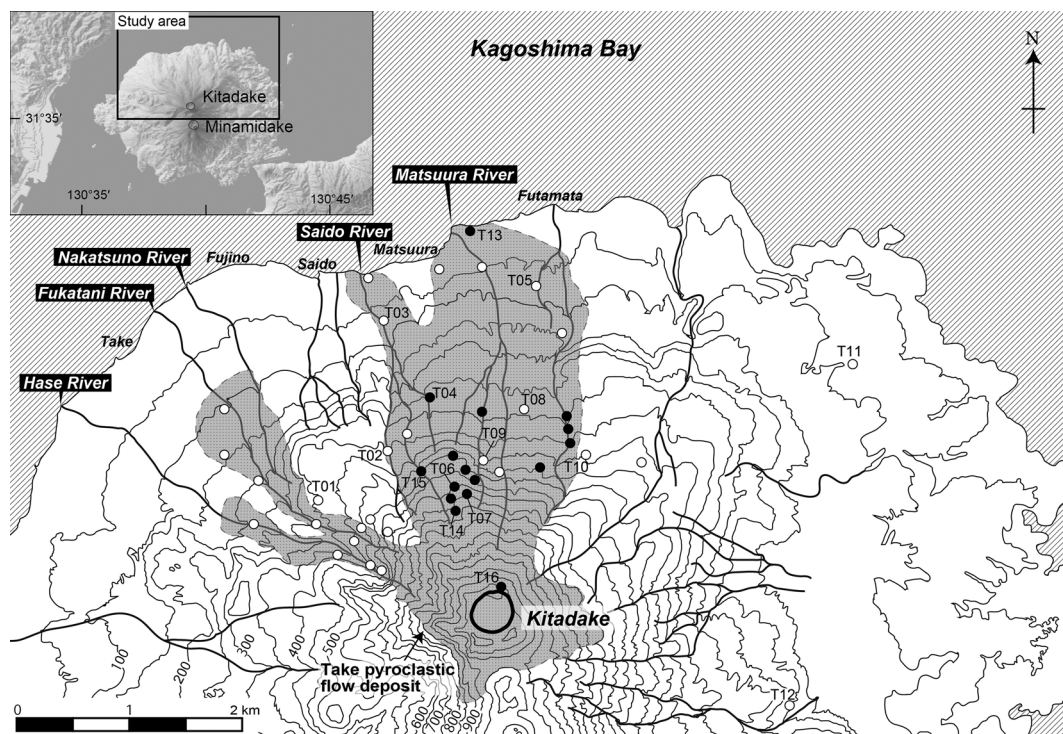 Study area
Kagoshima Bay
N
Kitadake
31°35′
Minamidake
130°35′
130°45′
Matsuura River
Futamata
Saido River
Matsuura
T13
Nakatsuno River
Fujino
Saido
Fukatani River
T05
T03
Take
T11
Hase River
T04
T08
T09
T02
T06
T10
T15
T01
T07
T14
T16
Kitadake
Take pyroclastic
flow deposit
100
200
300
400
500
600
700
800
900
T12
0
1
2 km